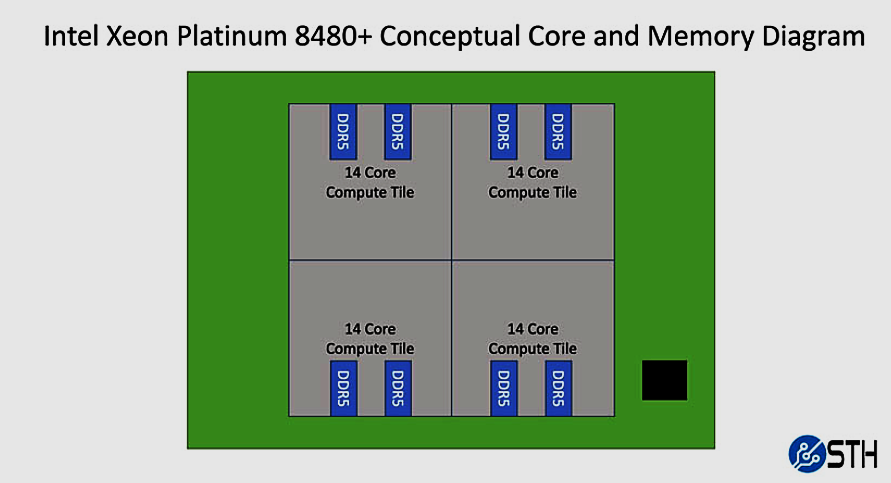 Intel Xeon Platinum 8480+ Conceptual Core and Memory Diagram
DDR5 DDR5 DDR5 DDR5
14 Core 14 Core
Compute Tile Compute Tile
14 Core 14 Core
Compute Tile Compute Tile
DDR5 DDR5 DDR5 DDR5
STH